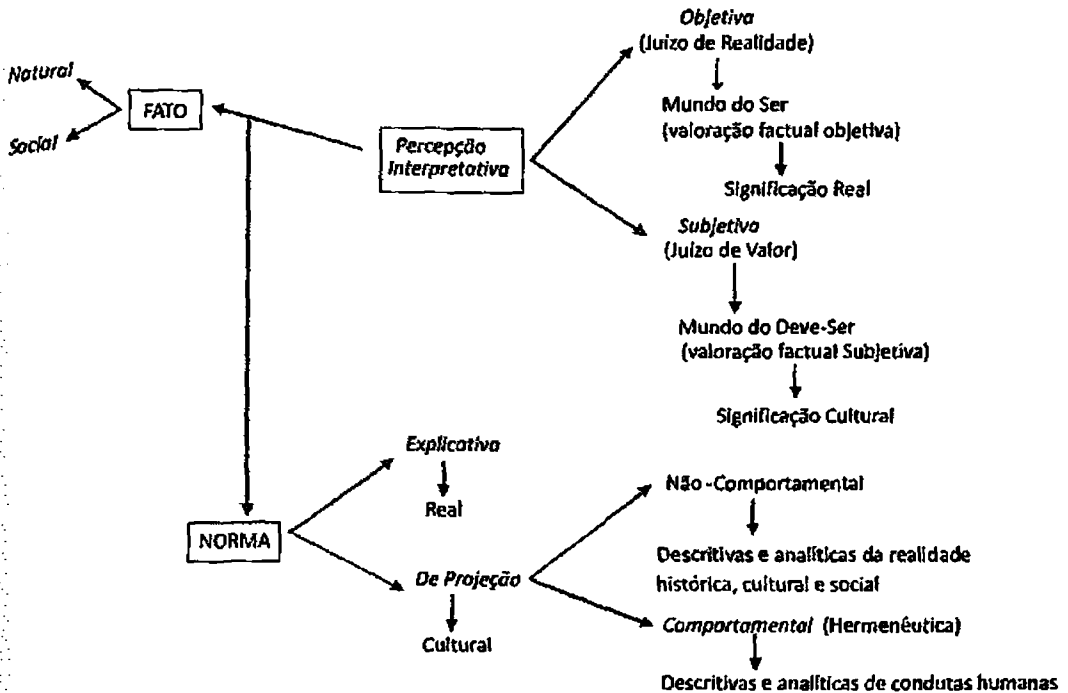 Objetiva
(Juizo de Realidade)
Natural
FATO
Social
Mundo do Ser
(valoração factual objetiva)
Percepção
Interpretativa
Significação Real
Subjetiva
(Juízo de Valor)
Mundo do Deve-Ser
(valoração factual Subjetiva)
Significação Cultural
Explicativa
Real
Não-Comportamental
NORMA
Descritivas e analíticas da realidade
histórica, cultural e social
De Projeção
Cultural
Comportamental (Hermenêutica)
Descritivas e analíticas de condutas humanas